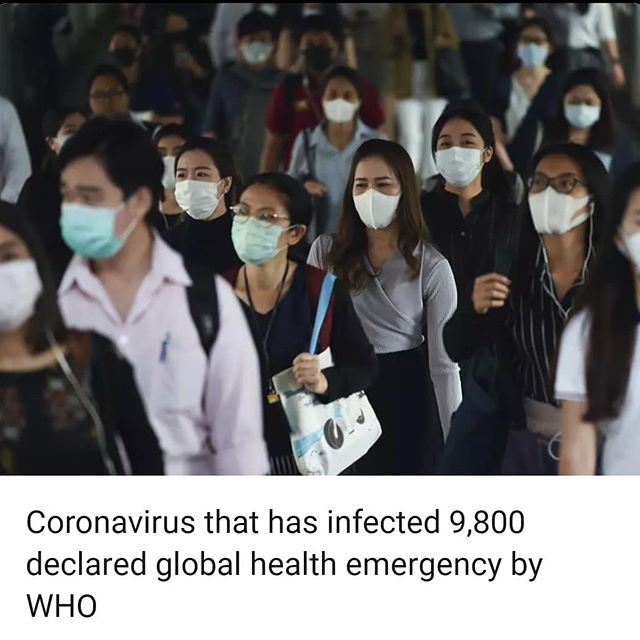 Coronavirus that has infected 9,800
declared global health emergency by
WHO